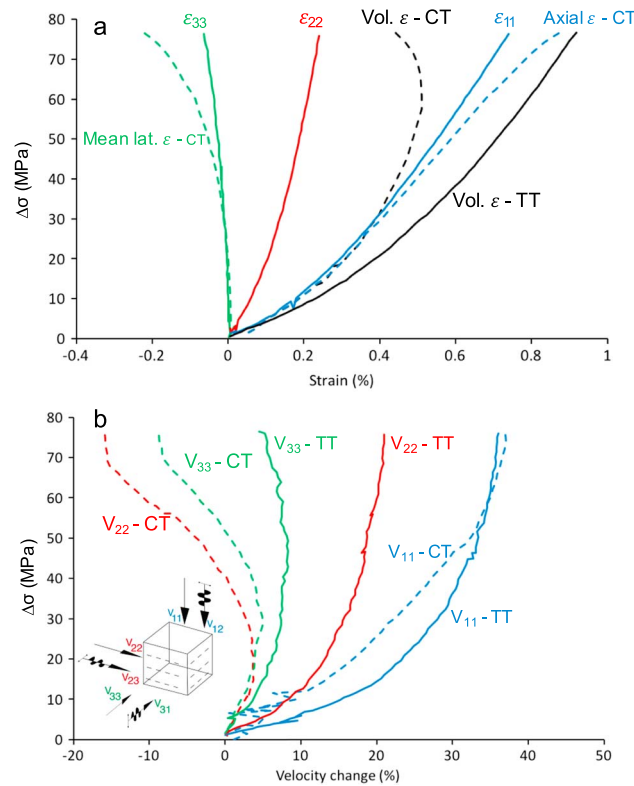 a
ε33
ε22
Vol. ε - CT
ε11
Axial ε - CT
Mean lat. ε - CT
Vol. ε - TT
Δσ (MPa)
80
70
60
50
40
30
20
10
0
-0.4
-0.2
0
0.2
0.4
0.6
0.8
1
Strain (%)
b
V33 - TT
V22 - TT
V33 - CT
V22 - CT
V11 - CT
V11 - TT
Δσ (MPa)
80
70
60
50
40
30
20
10
0
V11
V12
V22
V23
V33
V31
-20
-10
0
10
20
30
40
50
Velocity change (%)